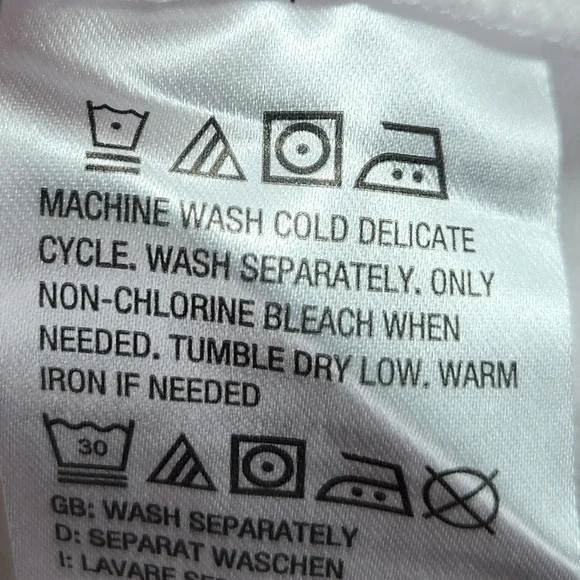 MACHINE WASH COLD DELICATE
CYCLE. WASH SEPARATELY. ONLY
NON-CHLORINE BLEACH WHEN
NEEDED. TUMBLE DRY LOW. WARM
IRON IF NEEDED
30
GB: WASH SEPARATELY
D: SEPARAT WASCHEN
I: LAVARE